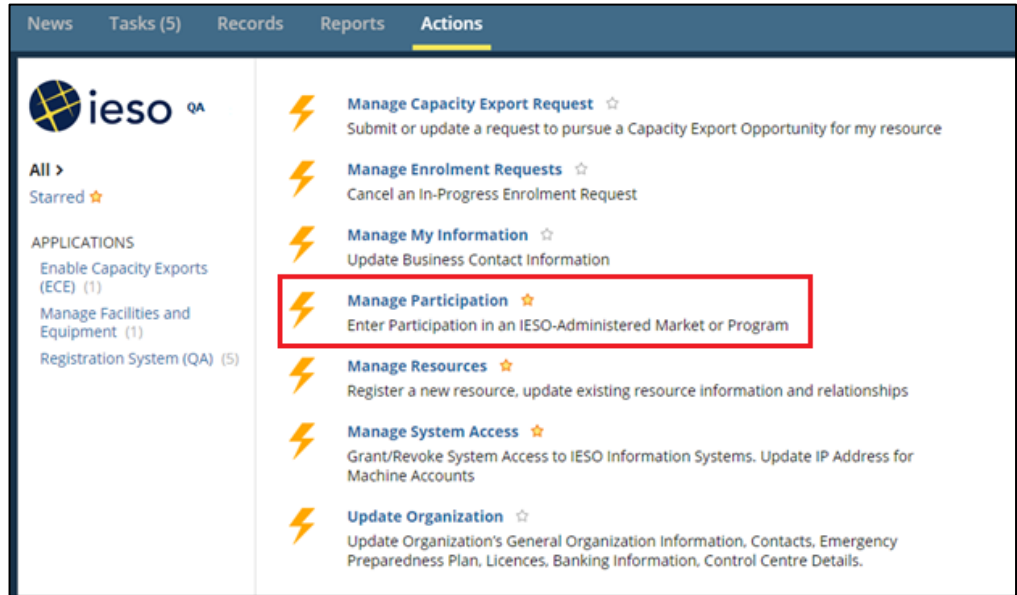 News Tasks (5) Records Reports Actions
ieso QA
All >
Starred
APPLICATIONS
Enable Capacity Exports
(ECE) (1)
Manage Facilities and
Equipment (1)
Registration System (QA) (5)
Manage Capacity Export Request
Submit or update a request to pursue a Capacity Export Opportunity for my resource
Manage Enrolment Requests
Cancel an In-Progress Enrolment Request
Manage My Information
Update Business Contact Information
Manage Participation
Enter Participation in an IESO-Administered Market or Program
Manage Resources
Register a new resource, update existing resource information and relationships
Manage System Access
Grant/Revoke System Access to IESO Information Systems. Update IP Address for
Machine Accounts
Update Organization
Update Organization's General Organization Information, Contacts, Emergency
Preparedness Plan, Licences, Banking Information, Control Centre Details.